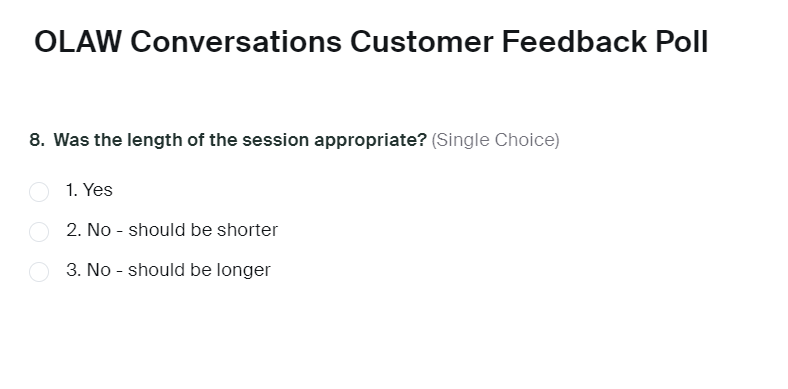 OLAW Conversations Customer Feedback Poll
8. Was the length of the session appropriate? (Single Choice)
1. Yes
2. No - should be shorter
3. No - should be longer